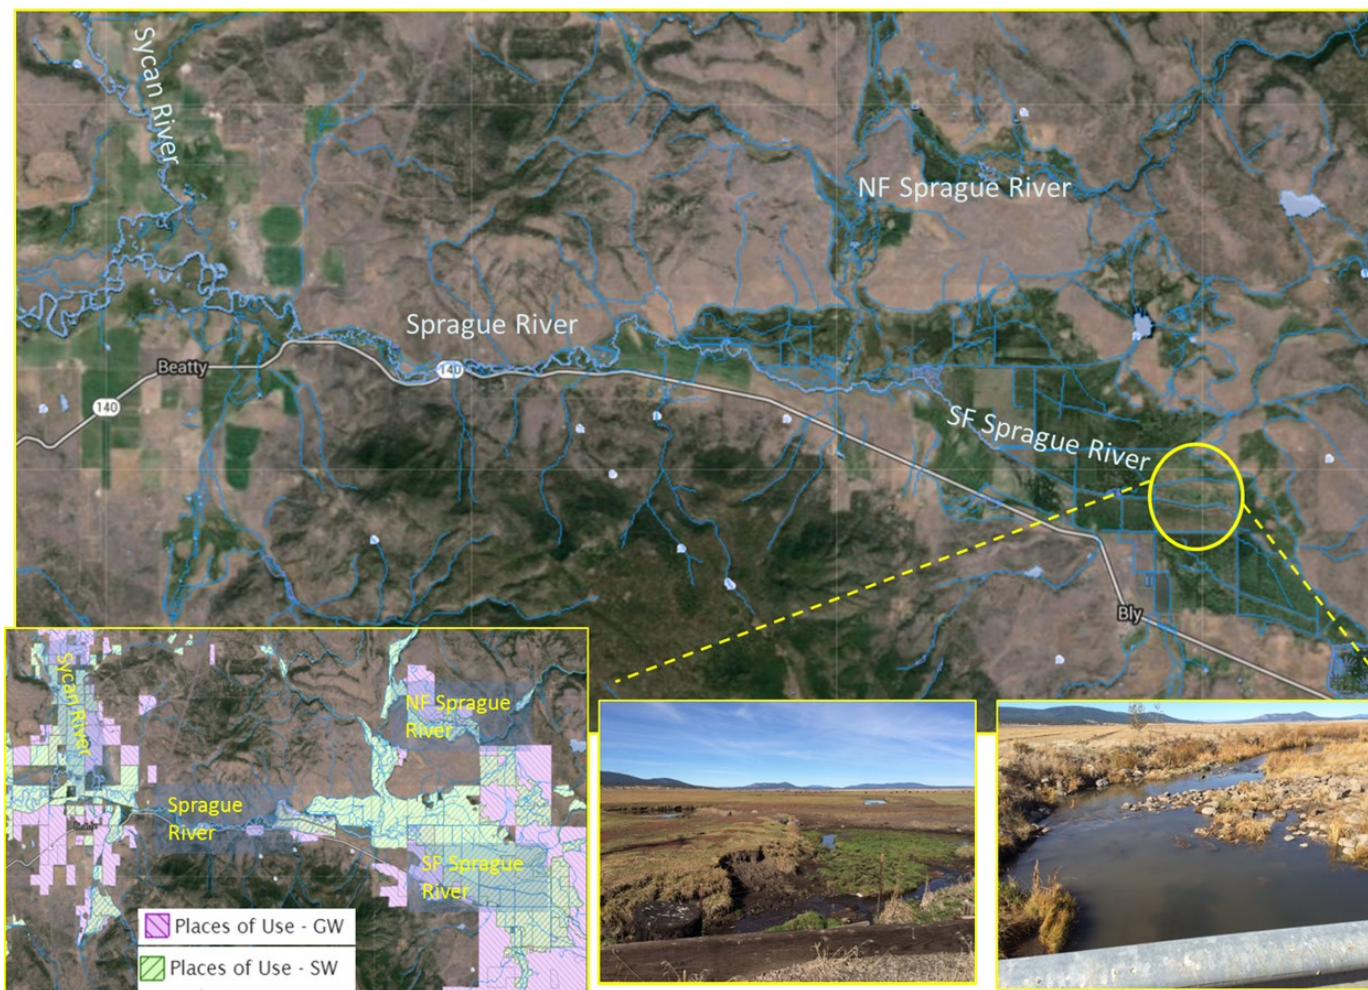 Sycan River
NF Sprague River
Sprague River
Beatty
140
140
SF Sprague River
Bly
Sycan River
NF Sprague
River
Sprague
River
SF Sprague
River
Places of Use - GW
Places of Use - SW